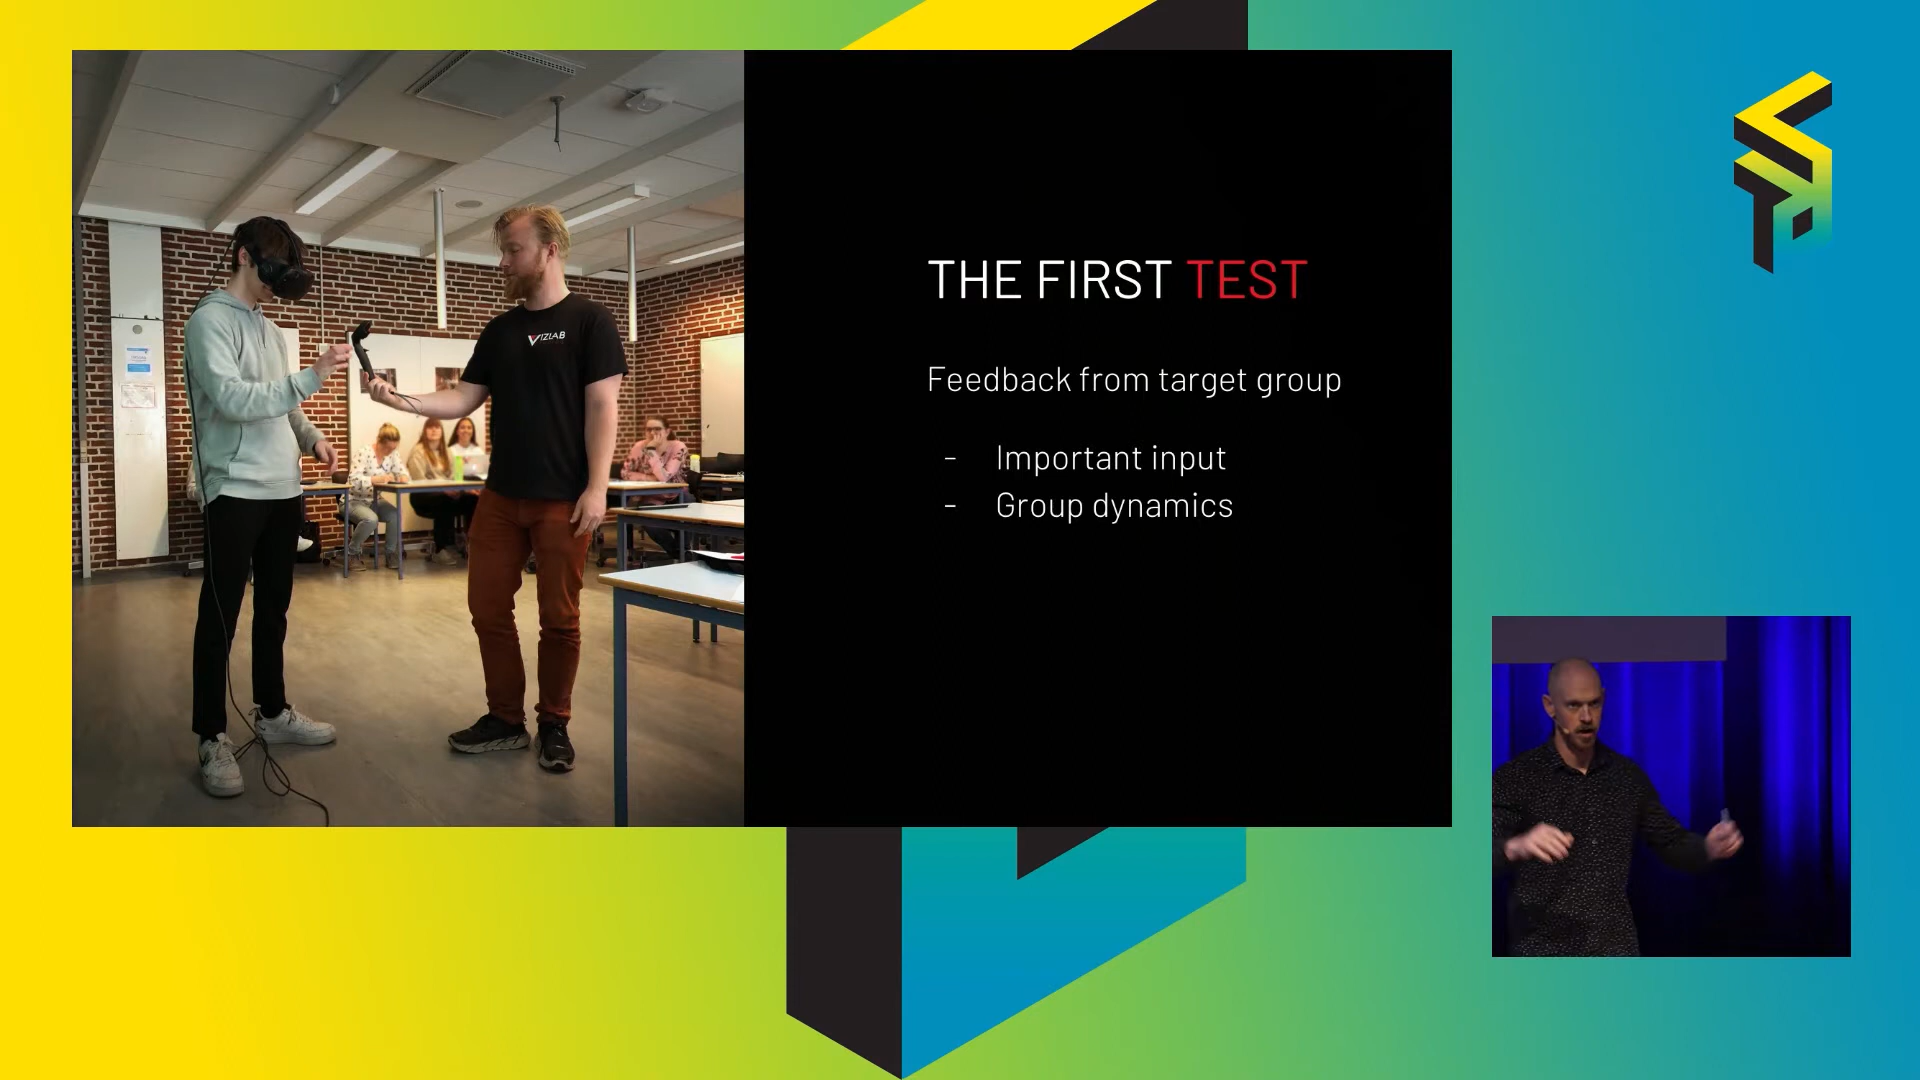 VIZLAB
THE FIRST TEST
Feedback from target group
- Important input
- Group dynamics